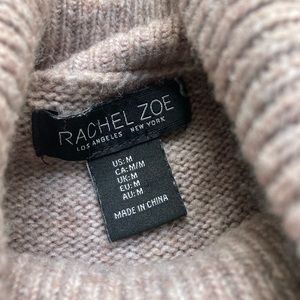 RACHEL ZOE
LOS ANGELES NEW YORK
US:M
CA:M/M
UK:M
EU:M
AU:M
MADE IN CHINA